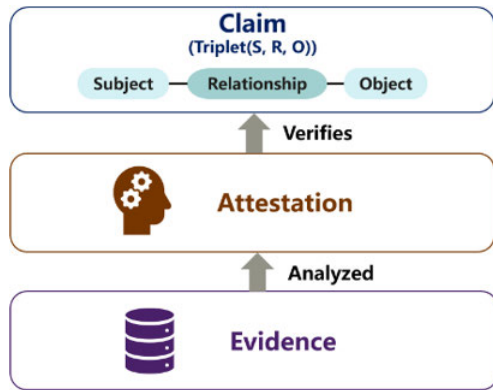 Claim
(Triplet(S, R, O))
Subject Relationship Object
Verifies
Attestation
Analyzed
Evidence